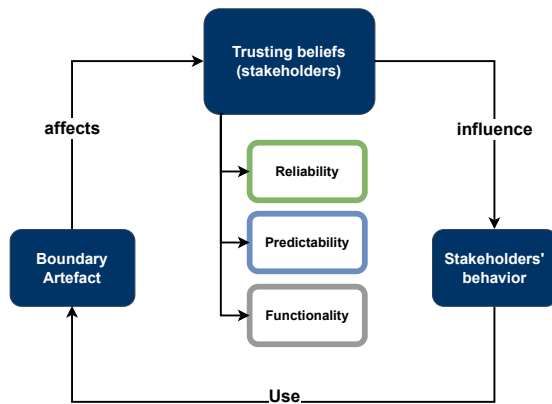 Trusting beliefs
(stakeholders)
affects
influence
Reliability
Predictability
Functionality
Boundary
Artefact
Stakeholders'
behavior
Use